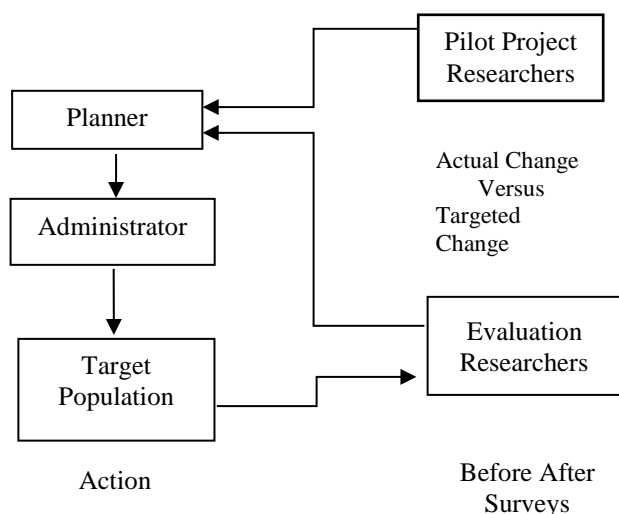 Pilot Project
Researchers
Planner
Actual Change
Versus
Targeted
Change
Administrator
Evaluation
Researchers
Target
Population
Action
Before After
Surveys